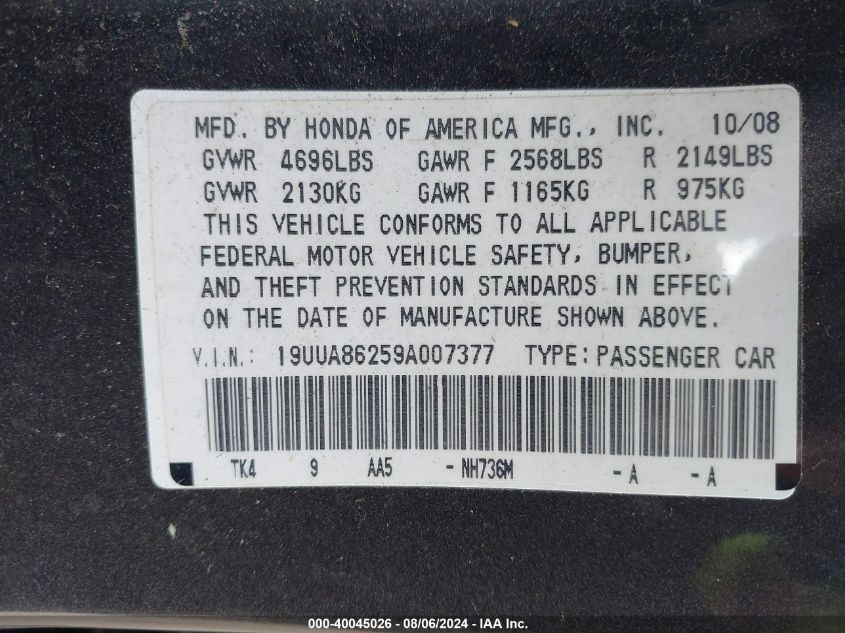 MFD. BY HONDA OF AMERICA MFG., INC. 10/08
GVWR 4696LBS GAWR F 2568LBS R 2149LBS
GVWR 2130KG GAWR F 1165KG R 975KG
THIS VEHICLE CONFORMS TO ALL APPLICABLE
FEDERAL MOTOR VEHICLE SAFETY, BUMPER,
AND THEFT PREVENTION STANDARDS IN EFFECT
ON THE DATE OF MANUFACTURE SHOWN ABOVE.
V.I.N.: 19UUA86259A007377 TYPE: PASSENGER CAR
TK4 9 AA5 -NH736M -A -A
000-40045026 - 08/06/2024 - IAA Inc.